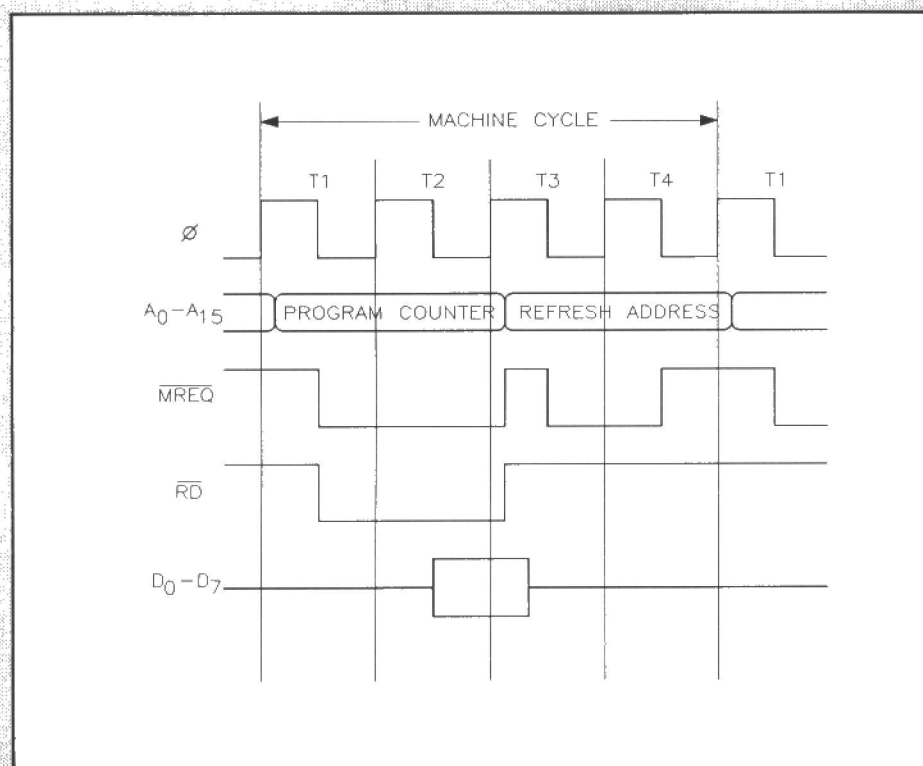 MACHINE CYCLE
T1 T2 T3 T4 T1
Ø
A0-A15 PROGRAM COUNTER REFRESH ADDRESS
MREQ
RD
D0-D7